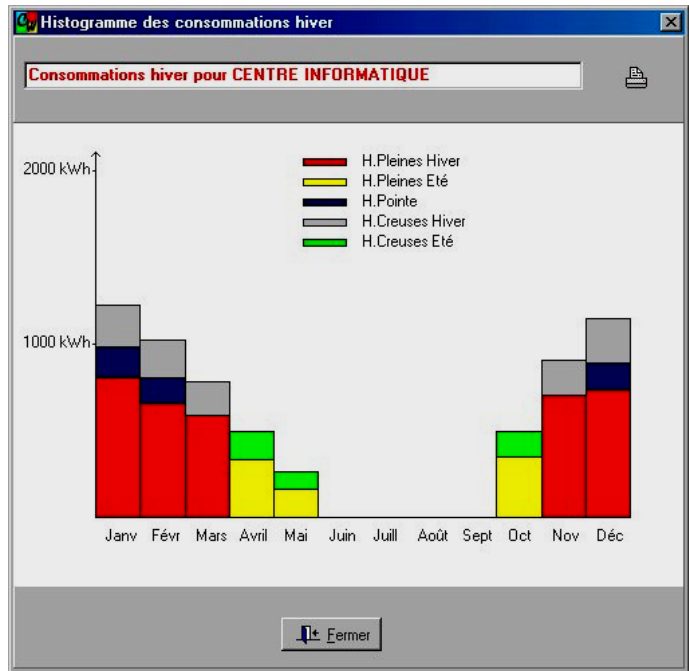 Histogramme des consommations hiver
Consommations hiver pour CENTRE INFORMATIQUE
2000 kWh
H.Pleines Hiver
H.Pleines Eté
H.Pointe
H.Creuses Hiver
H.Creuses Eté
1000 kWh
Janv Févr Mars Avril Mai Juin Juill Août Sept Oct Nov Déc
Fermer